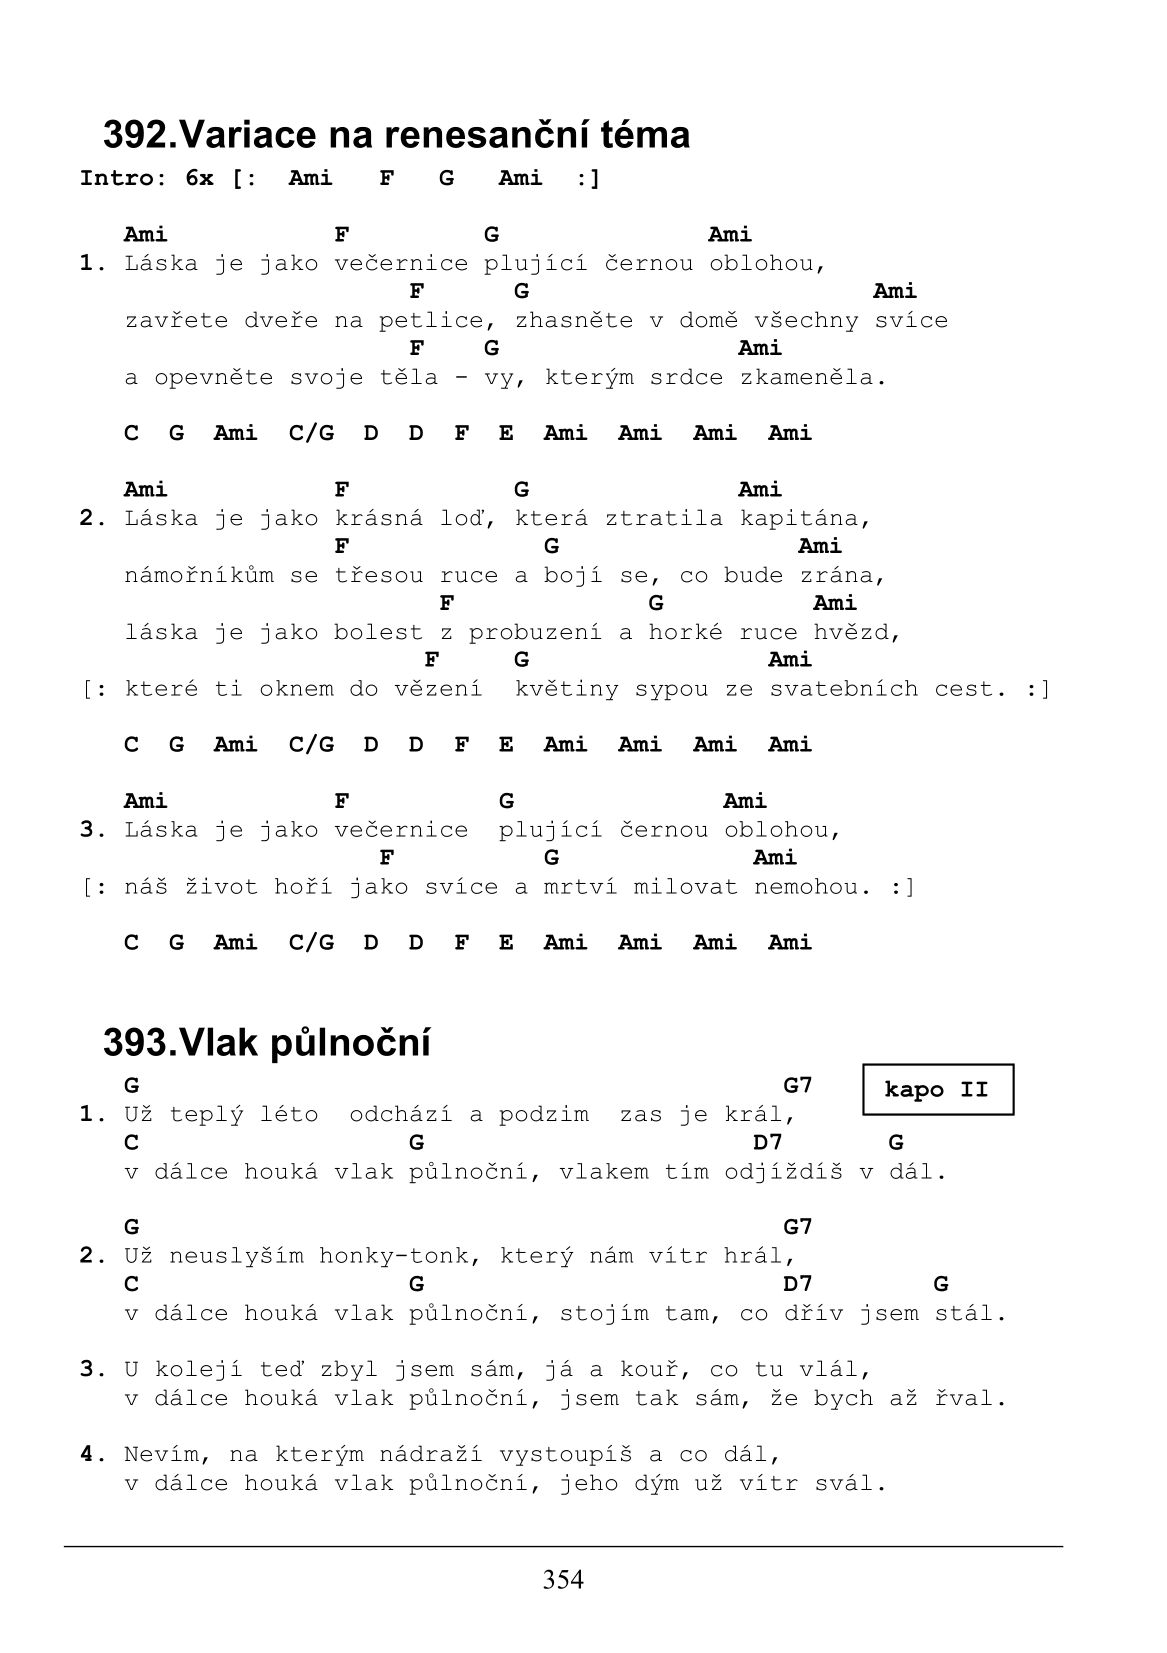 392.Variace na renesanční téma
Intro: 6x [:  Ami   F   G   Ami  :]
   Ami           F         G              Ami
1. Láska je jako večernice plující černou oblohou,
                      F      G                       Ami
   zavřete dveře na petlice, zhasněte v domě všechny svíce
                      F    G                Ami
   a opevněte svoje těla - vy, kterým srdce zkameněla.
   C  G  Ami  C/G  D  D  F  E  Ami  Ami  Ami  Ami
   Ami           F           G              Ami
2. Láska je jako krásná loď, která ztratila kapitána,
                 F             G                Ami
   námořníkům se třesou ruce a bojí se, co bude zrána,
                        F             G          Ami
   láska je jako bolest z probuzení a horké ruce hvězd,
                       F     G                Ami
[: které ti oknem do vězení  květiny sypou ze svatebních cest. :]
   C  G  Ami  C/G  D  D  F  E  Ami  Ami  Ami  Ami
   Ami           F          G              Ami
3. Láska je jako večernice  plující černou oblohou,
                    F          G             Ami
[: náš život hoří jako svíce a mrtví milovat nemohou. :]
   C  G  Ami  C/G  D  D  F  E  Ami  Ami  Ami  Ami
393.Vlak půlnoční
kapo II
   G                                           G7
1. Už teplý léto  odchází a podzim  zas je král,
   C                  G                      D7       G
   v dálce houká vlak půlnoční, vlakem tím odjíždíš v dál.
   G                                           G7
2. Už neuslyším honky-tonk, který nám vítr hrál,
   C                  G                        D7        G
   v dálce houká vlak půlnoční, stojím tam, co dřív jsem stál.
3. U kolejí teď zbyl jsem sám, já a kouř, co tu vlál,
   v dálce houká vlak půlnoční, jsem tak sám, že bych až řval.
4. Nevím, na kterým nádraží vystoupíš a co dál,
   v dálce houká vlak půlnoční, jeho dým už vítr svál.
354